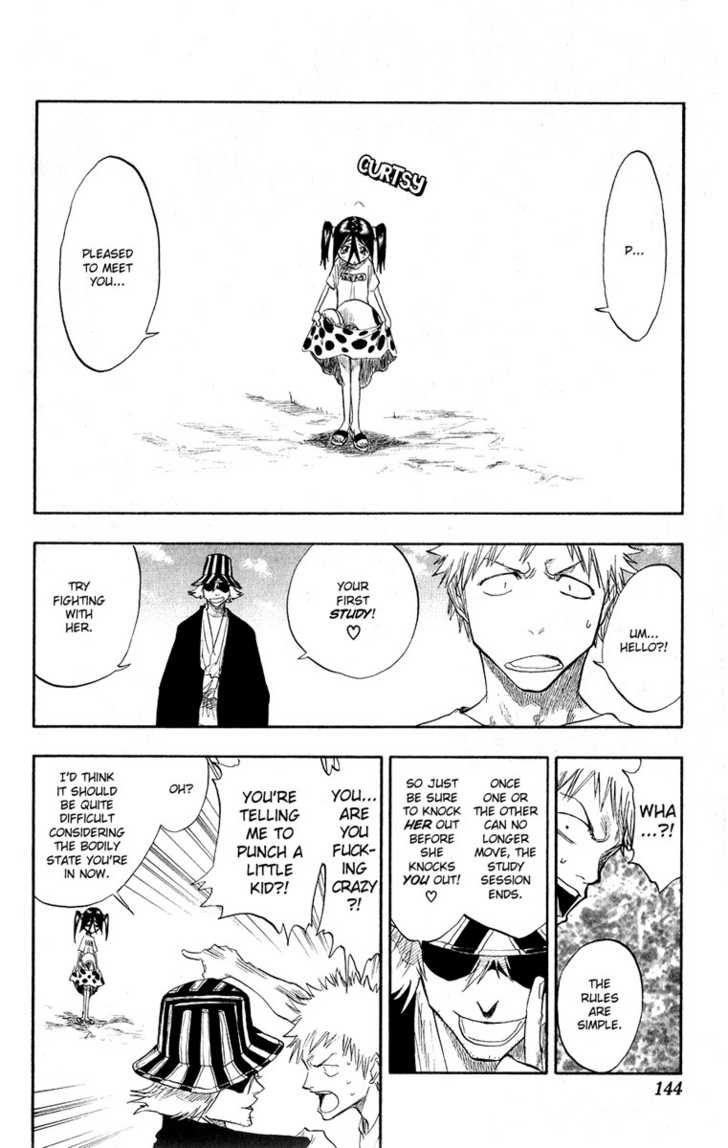 P...
CURTSY
PLEASED
TO MEET
YOU...
UM...
HELLO?!
YOUR
FIRST
STUDY!
♡
TRY
FIGHTING
WITH
HER.
WHA
...?!
THE
RULES
ARE
SIMPLE.
ONCE
ONE OR
THE OTHER
CAN NO
LONGER
MOVE, THE
STUDY
SESSION
ENDS.
SO JUST
BE SURE
TO KNOCK
HER OUT
BEFORE
SHE
KNOCKS
YOU OUT!
♡
YOU...
ARE
YOU
FUCK-
ING
CRAZY
?!
YOU'RE
TELLING
ME TO
PUNCH A
LITTLE
KID?!
OH?
I'D THINK
IT SHOULD
BE QUITE
DIFFICULT
CONSIDERING
THE BODILY
STATE YOU'RE
IN NOW.
144